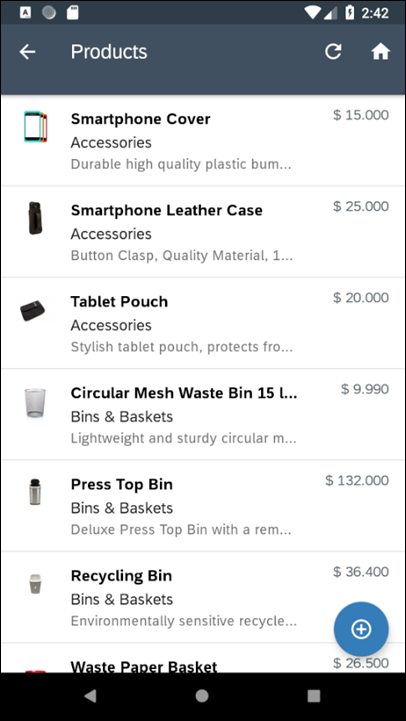 2:42
Products
Smartphone Cover
$ 15.000
Accessories
Durable high quality plastic bum...
Smartphone Leather Case
$ 25.000
Accessories
Button Clasp, Quality Material, 1...
Tablet Pouch
$ 20.000
Accessories
Stylish tablet pouch, protects fro...
Circular Mesh Waste Bin 15 l...
$ 9.990
Bins & Baskets
Lightweight and sturdy circular m...
Press Top Bin
$ 132.000
Bins & Baskets
Deluxe Press Top Bin with a rem...
Recycling Bin
$ 36.400
Bins & Baskets
Environmentally sensitive recycle...
Waste Paper Basket
$ 26.500